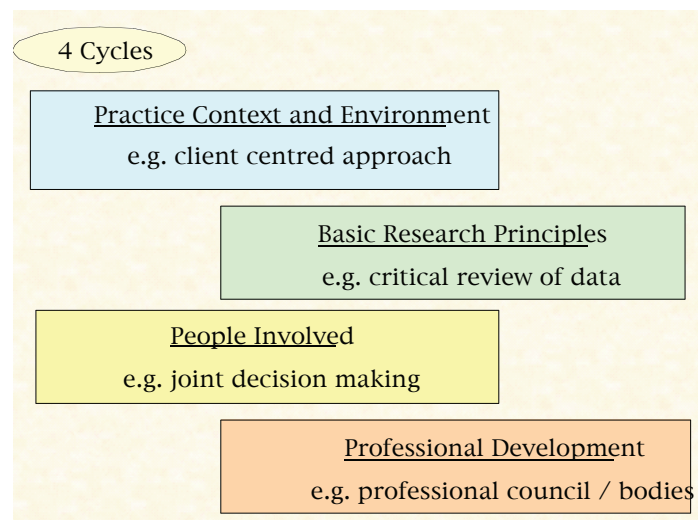 4 Cycles
Practice Context and Environment
e.g. client centred approach
Basic Research Principles
e.g. critical review of data
People Involved
e.g. joint decision making
Professional Development
e.g. professional council / bodies